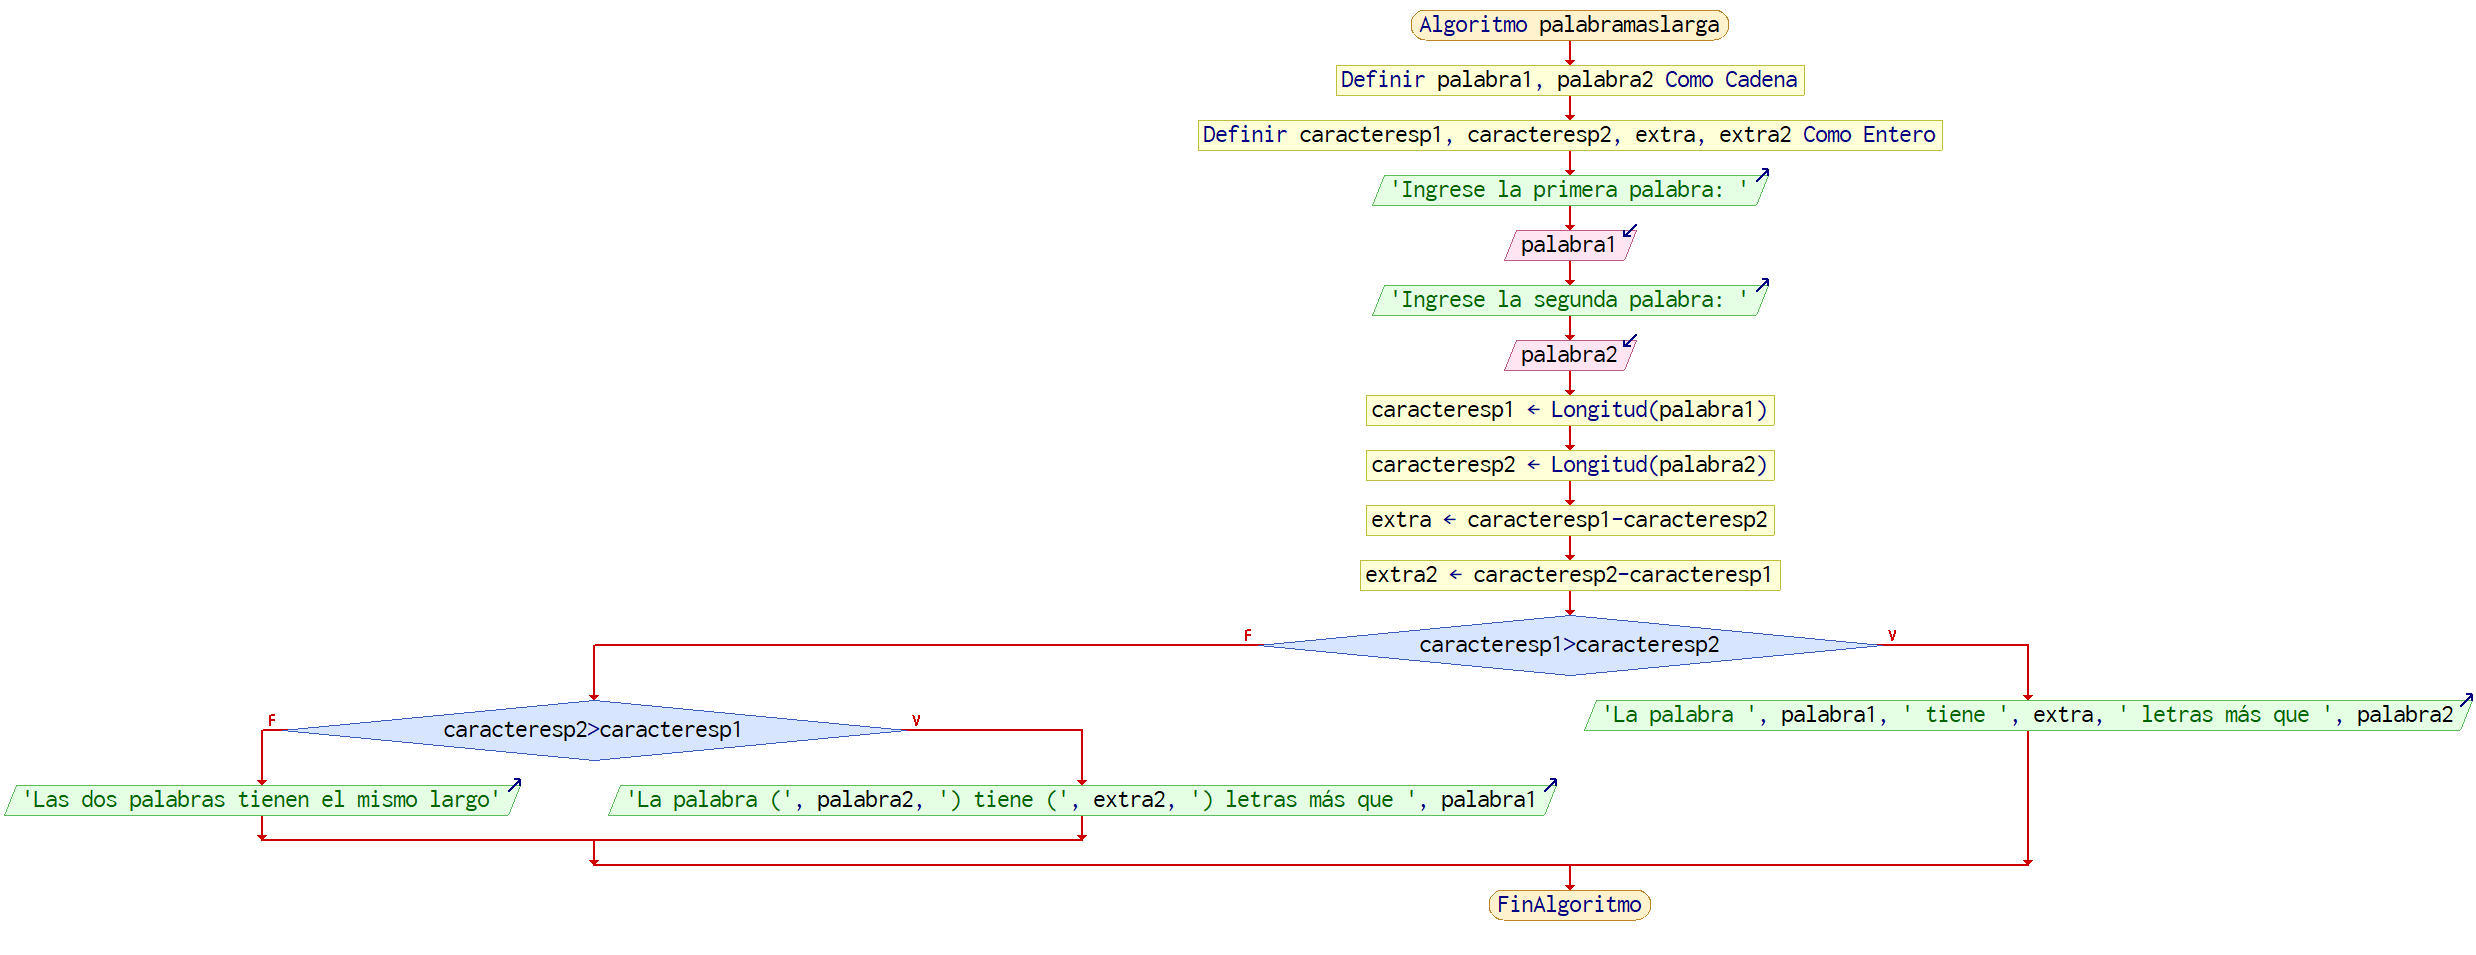 Algoritmo palabramaslarga
Definir palabra1, palabra2 Como Cadena
Definir caracteresp1, caracteresp2, extra, extra2 Como Entero
'Ingrese la primera palabra: '
palabra1
'Ingrese la segunda palabra: '
palabra2
caracteresp1 ← Longitud(palabra1)
caracteresp2 ← Longitud(palabra2)
extra ← caracteresp1-caracteresp2
extra2 ← caracteresp2-caracteresp1
F
caracteresp1>caracteresp2
V
'La palabra ', palabra1, ' tiene ', extra, ' letras más que ', palabra2
F
caracteresp2>caracteresp1
V
'Las dos palabras tienen el mismo largo'
'La palabra (', palabra2, ') tiene (', extra2, ') letras más que ', palabra1
FinAlgoritmo